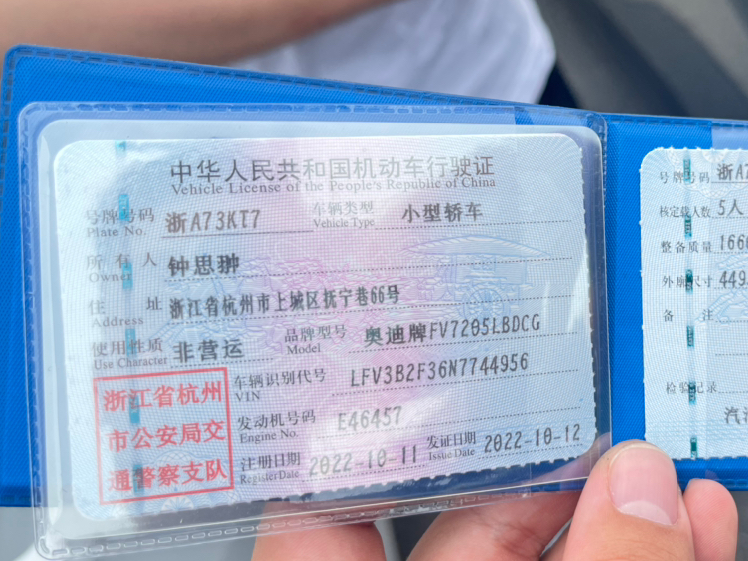 中华人民共和国机动车行驶证
Vehicle License of the People's Republic of China
号牌号码 浙A73KT7 车辆类型 小型轿车
Plate No. Vehicle Type
所有人 钟思翀
Owner
住址 浙江省杭州市上城区抚宁巷66号
Address
使用性质 非营运 品牌型号 奥迪牌FV7205LBDCG
Use Character Model
浙江省杭州
市公安局交
通警察支队
车辆识别代号 LFV3B2F36N7744956
VIN
发动机号码 E46457
Engine No.
注册日期 2022-10-11 发证日期 2022-10-12
Register Date Issue Date
号牌号码 浙A7
核定载人数 5人
整备质量 166
外廓尺寸 449
备注
检验记录
汽